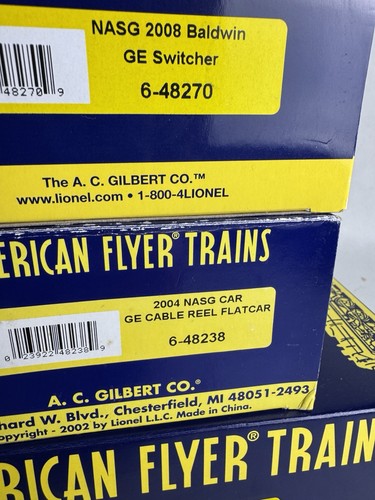 NASG 2008 Baldwin
GE Switcher
6-48270
48270 9
The A. C. GILBERT CO.™
www.lionel.com • 1-800-4LIONEL
ERICAN FLYER® TRAINS
2004 NASG CAR
GE CABLE REEL FLATCAR
6-48238
0 23922 48238 9
A. C. GILBERT CO.®
hard W. Blvd., Chesterfield, MI 48051-2493
opyright - 2002 by Lionel L.L.C. Made in China.
RICAN FLYER® TRAIN